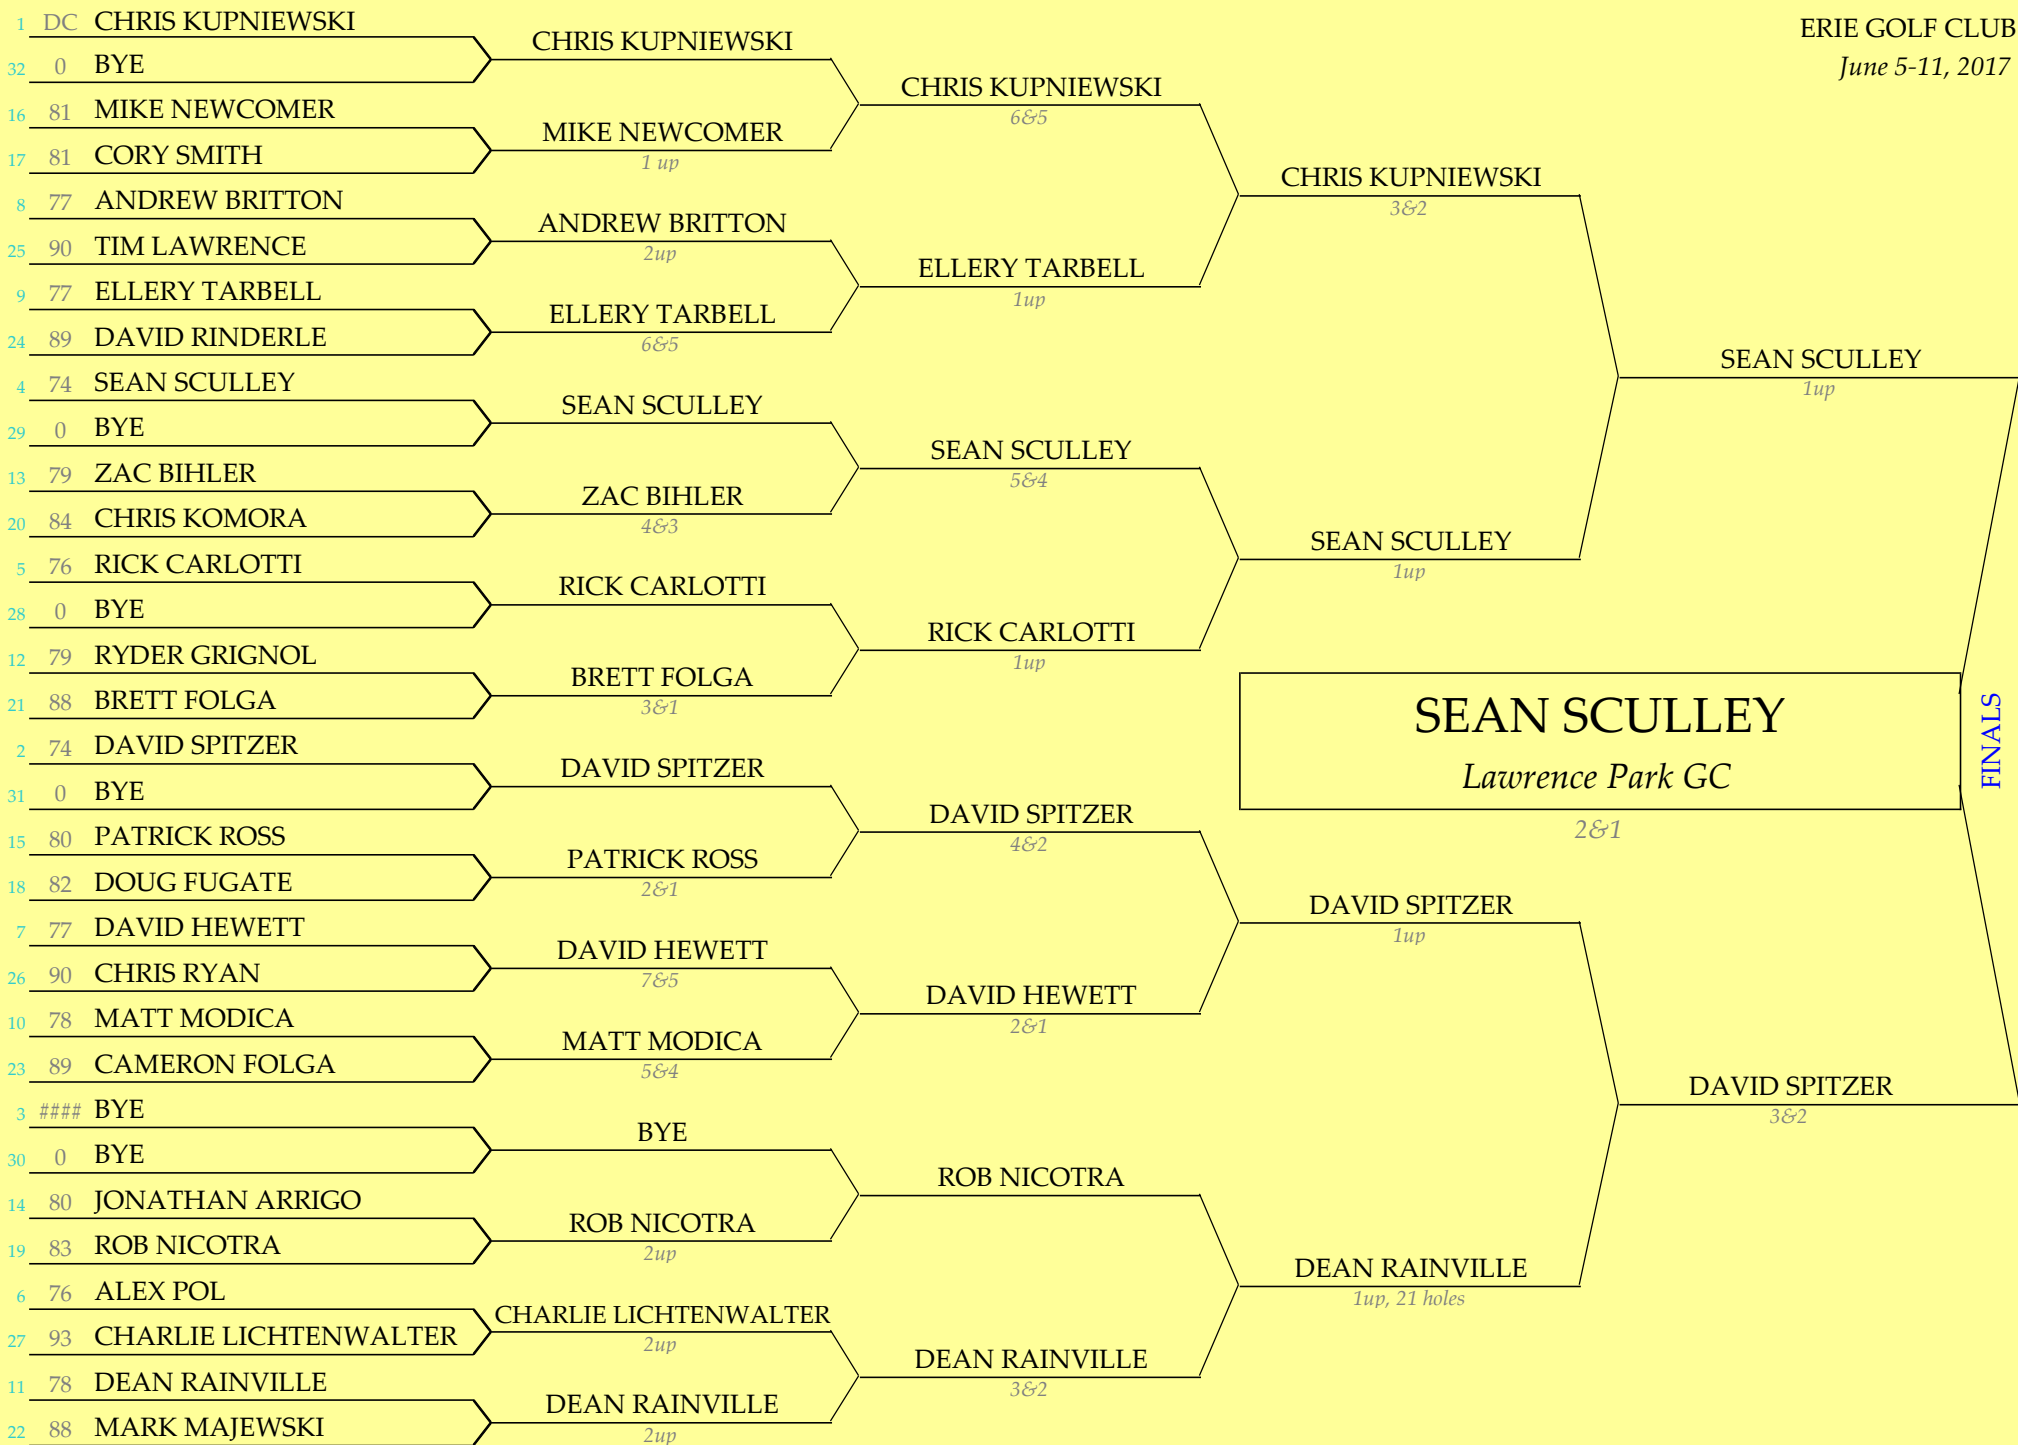 ERIE GOLF CLUB
June 5-11, 2017
1 DC CHRIS KUPNIEWSKI
32 0 BYE
16 81 MIKE NEWCOMER
17 81 CORY SMITH
8 77 ANDREW BRITTON
25 90 TIM LAWRENCE
9 77 ELLERY TARBELL
24 89 DAVID RINDERLE
4 74 SEAN SCULLEY
29 0 BYE
13 79 ZAC BIHLER
20 84 CHRIS KOMORA
5 76 RICK CARLOTTI
28 0 BYE
12 79 RYDER GRIGNOL
21 88 BRETT FOLGA
2 74 DAVID SPITZER
31 0 BYE
15 80 PATRICK ROSS
18 82 DOUG FUGATE
7 77 DAVID HEWETT
26 90 CHRIS RYAN
10 78 MATT MODICA
23 89 CAMERON FOLGA
3 #### BYE
30 0 BYE
14 80 JONATHAN ARRIGO
19 83 ROB NICOTRA
6 76 ALEX POL
27 93 CHARLIE LICHTENWALTER
11 78 DEAN RAINVILLE
22 88 MARK MAJEWSKI
CHRIS KUPNIEWSKI
MIKE NEWCOMER
1 up
ANDREW BRITTON
2up
ELLERY TARBELL
6&5
SEAN SCULLEY
ZAC BIHLER
4&3
RICK CARLOTTI
BRETT FOLGA
3&1
DAVID SPITZER
PATRICK ROSS
2&1
DAVID HEWETT
7&5
MATT MODICA
5&4
BYE
ROB NICOTRA
2up
CHARLIE LICHTENWALTER
2up
DEAN RAINVILLE
2up
CHRIS KUPNIEWSKI
6&5
ELLERY TARBELL
1up
SEAN SCULLEY
5&4
RICK CARLOTTI
1up
DAVID SPITZER
4&2
DAVID HEWETT
2&1
ROB NICOTRA
DEAN RAINVILLE
3&2
CHRIS KUPNIEWSKI
3&2
SEAN SCULLEY
1up
DAVID SPITZER
1up
DEAN RAINVILLE
1up, 21 holes
SEAN SCULLEY
1up
DAVID SPITZER
3&2
SEAN SCULLEY
Lawrence Park GC
2&1
FINALS